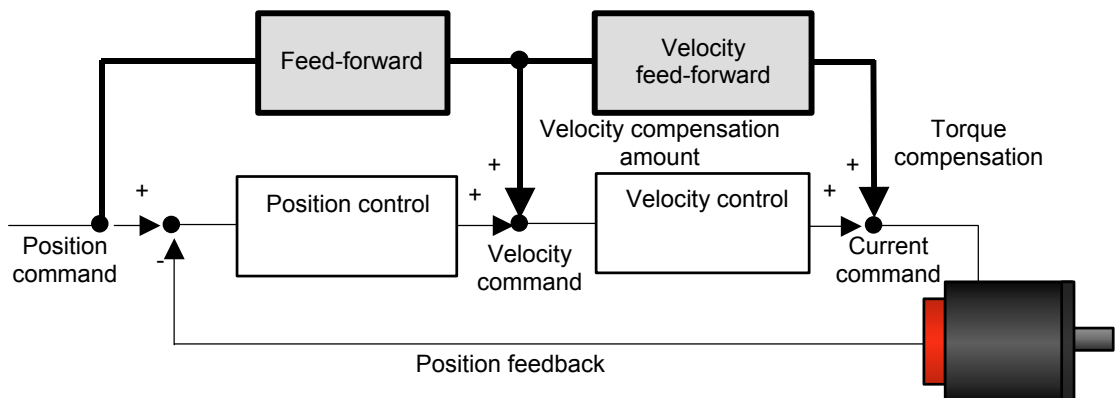 Feed-forward
Velocity
feed-forward
Velocity compensation
amount
Torque
compensation
+
+
+
Position control
+
Velocity control
+
Position
command
-
Velocity
command
Current
command
Position feedback